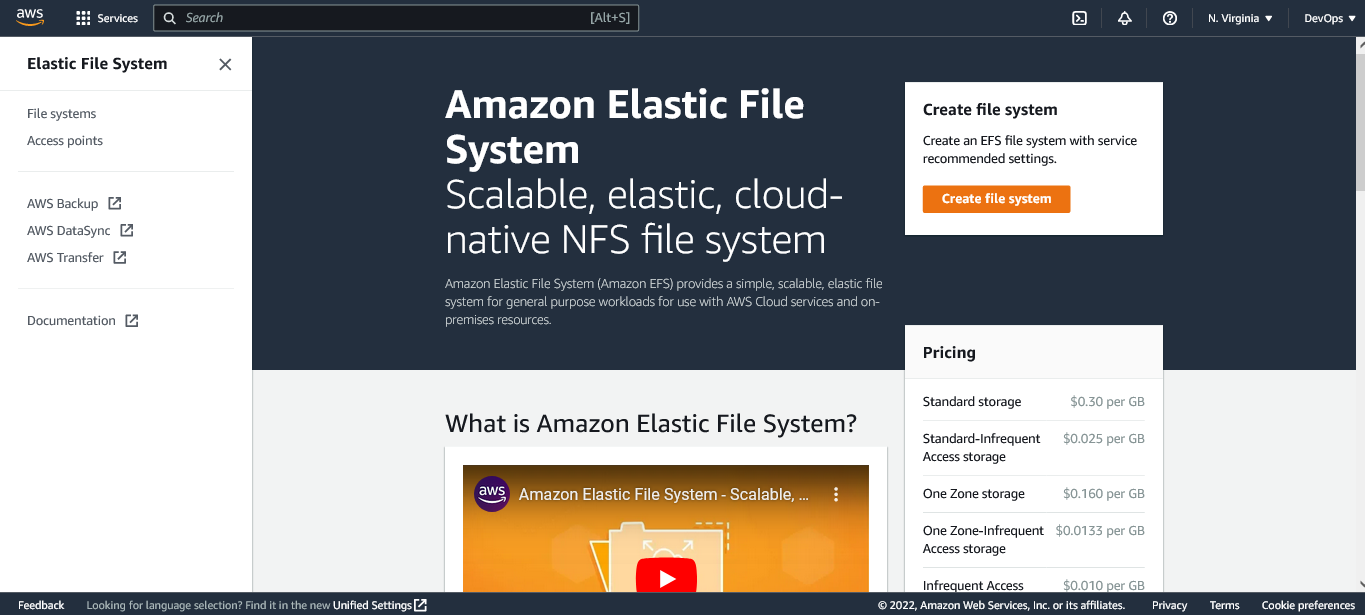 aws
Services
Search
[Alt+S]
N. Virginia
DevOps
Elastic File System
File systems
Access points
AWS Backup
AWS DataSync
AWS Transfer
Documentation
Amazon Elastic File
System
Scalable, elastic, cloud-
native NFS file system
Amazon Elastic File System (Amazon EFS) provides a simple, scalable, elastic file
system for general purpose workloads for use with AWS Cloud services and on-
premises resources.
Create file system
Create an EFS file system with service
recommended settings.
Create file system
What is Amazon Elastic File System?
aws
Amazon Elastic File System - Scalable, ...
Pricing
Standard storage $0.30 per GB
Standard-Infrequent $0.025 per GB
Access storage
One Zone storage $0.160 per GB
One Zone-Infrequent $0.0133 per GB
Access storage
Infrequent Access $0.010 per GB
Feedback
Looking for language selection? Find it in the new Unified Settings
© 2022, Amazon Web Services, Inc. or its affiliates.
Privacy
Terms
Cookie preferences